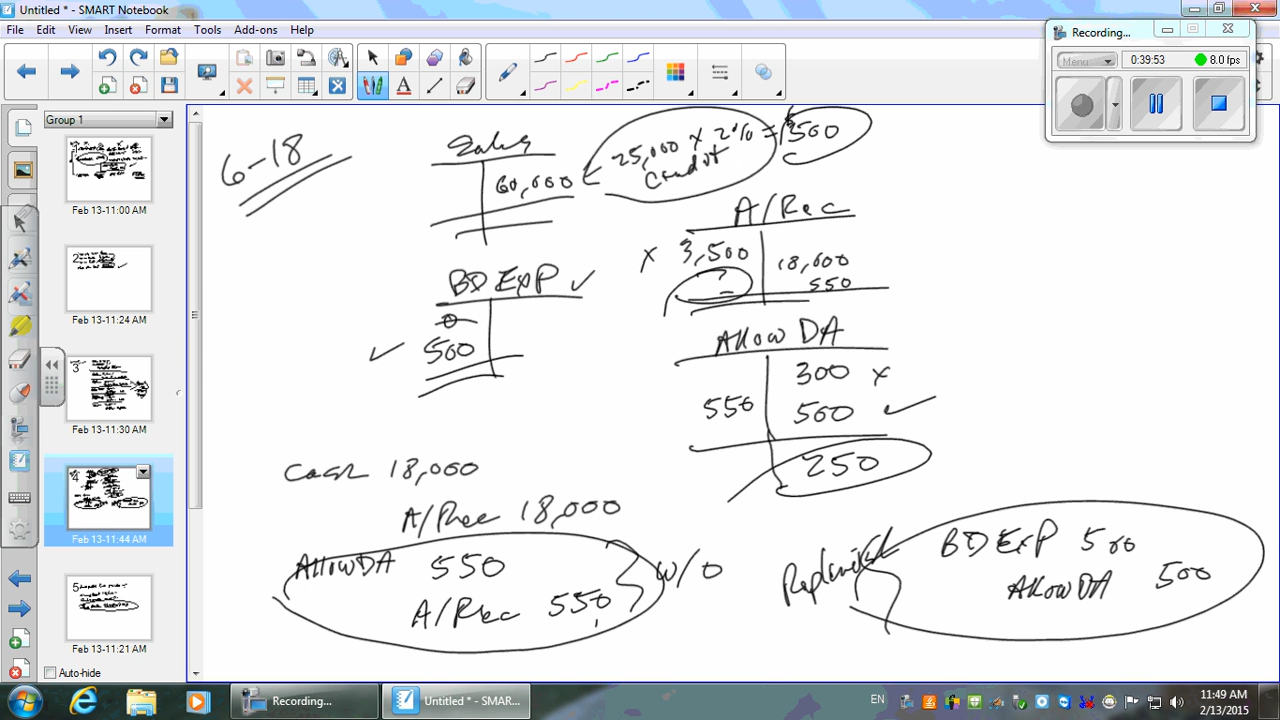 Untitled * - SMART Notebook
File Edit View Insert Format Tools Add-ons Help
Recording...
Menu
0:39:53
8.0 fps
Group 1
Feb 13-11:00 AM
Feb 13-11:24 AM
Feb 13-11:30 AM
Feb 13-11:44 AM
Feb 13-11:21 AM
Auto-hide
6-18
Sales
60,000
25,000 x 2% = $500
Credit
A/Rec
x 3,500
18,000
550
?
BD EXP ✓
0
✓ 500
Allow DA
300 x
550
500 ✓
250
Cash 18,000
A/Rec 18,000
Allow DA 550
A/Rec 550
W/O
BD EXP 500
Allow DA 500
Recording...
Untitled * - SMAR...
EN
11:49 AM
2/13/2015